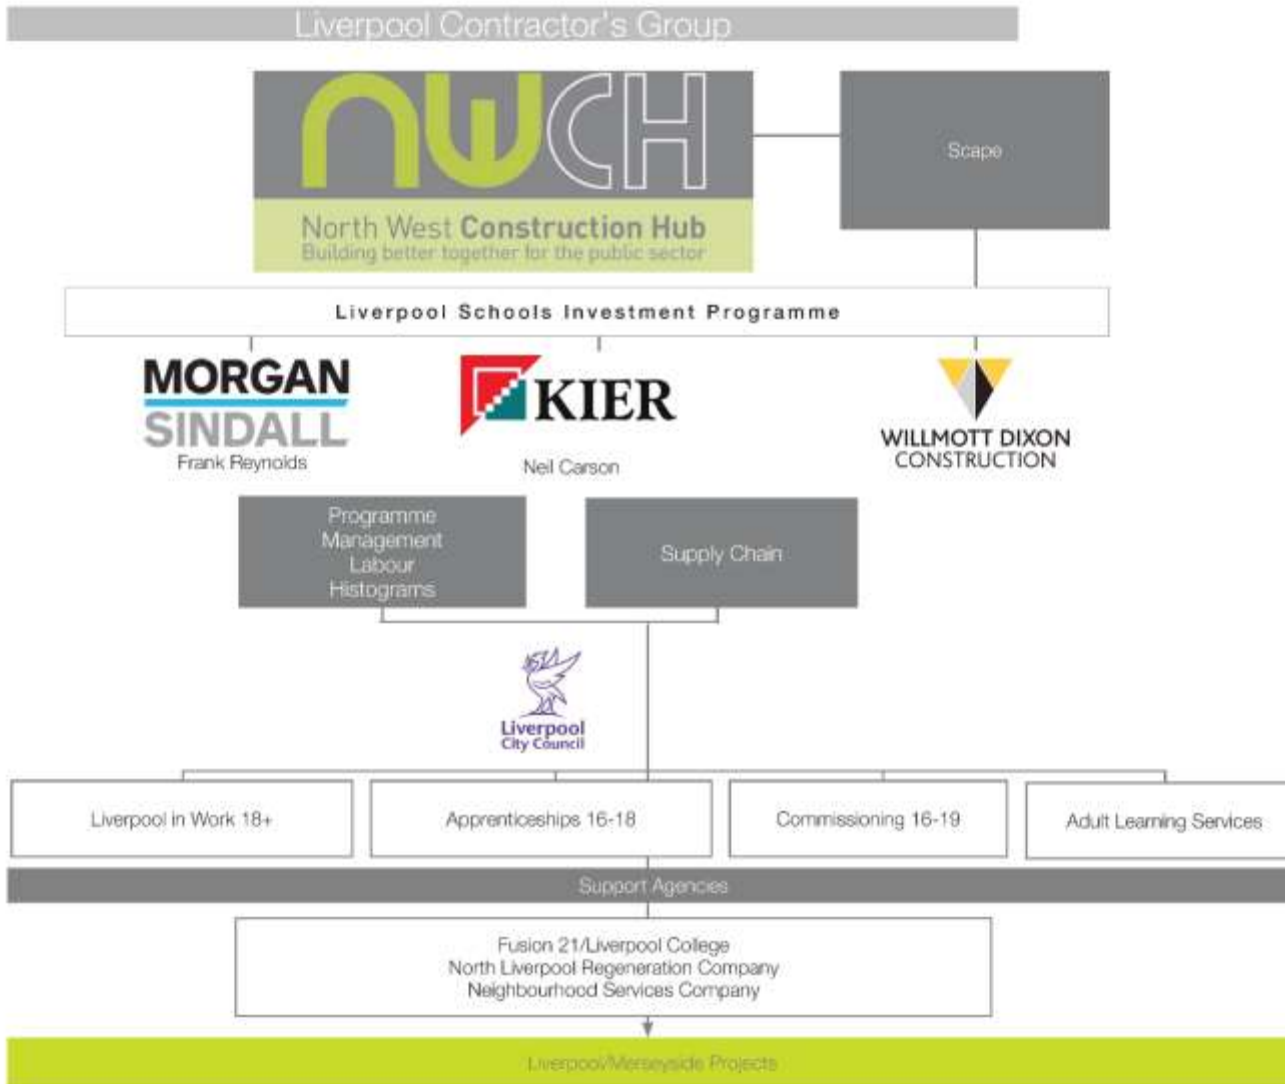 Liverpool Contractor's Group
nwCH
North West Construction Hub
Building better together for the public sector
Scape
Liverpool Schools Investment Programme
MORGAN
SINDALL
Frank Reynolds
KIER
Neil Carson
WILLMOTT DIXON
CONSTRUCTION
Programme
Management
Labour
Histograms
Supply Chain
Liverpool
City Council
Liverpool in Work 18+
Apprenticeships 16-18
Commissioning 16-19
Adult Learning Services
Support Agencies
Fusion 21/Liverpool College
North Liverpool Regeneration Company
Neighbourhood Services Company
Liverpool/Merseyside Projects